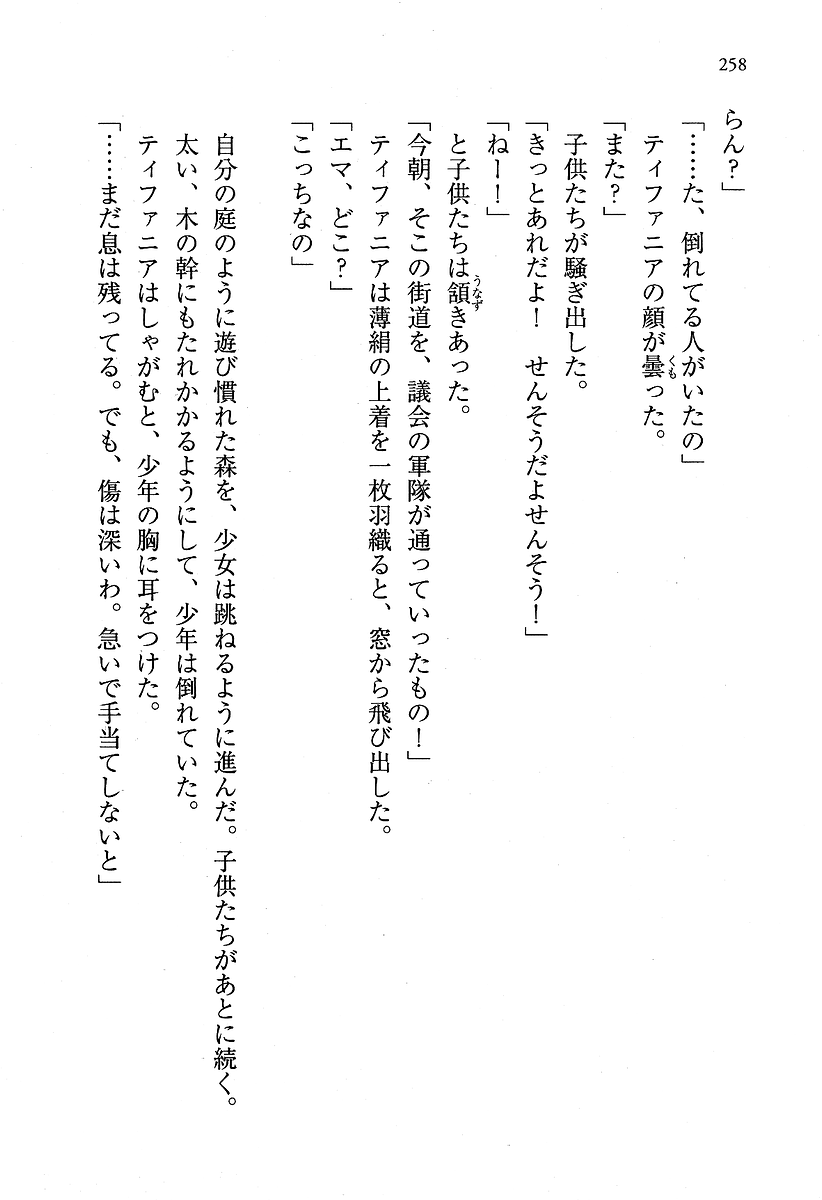 258
らん？」
「……た、倒れてる人がいたの」
ティファニアの顔が曇った。
「また？」
子供たちが騒ぎ出した。
「きっとあれだよ！　せんそうだよせんそう！」
「ねー！」
と子供たちは頷きあった。
「今朝、そこの街道を、議会の軍隊が通っていったもの！」
ティファニアは薄絹の上着を一枚羽織ると、窓から飛び出した。
「エマ、どこ？」
「こっちなの」
自分の庭のように遊び慣れた森を、少女は跳ねるように進んだ。子供たちがあとに続く。
太い、木の幹にもたれかかるようにして、少年は倒れていた。
ティファニアはしゃがむと、少年の胸に耳をつけた。
「……まだ息は残ってる。でも、傷は深いわ。急いで手当てしないと」